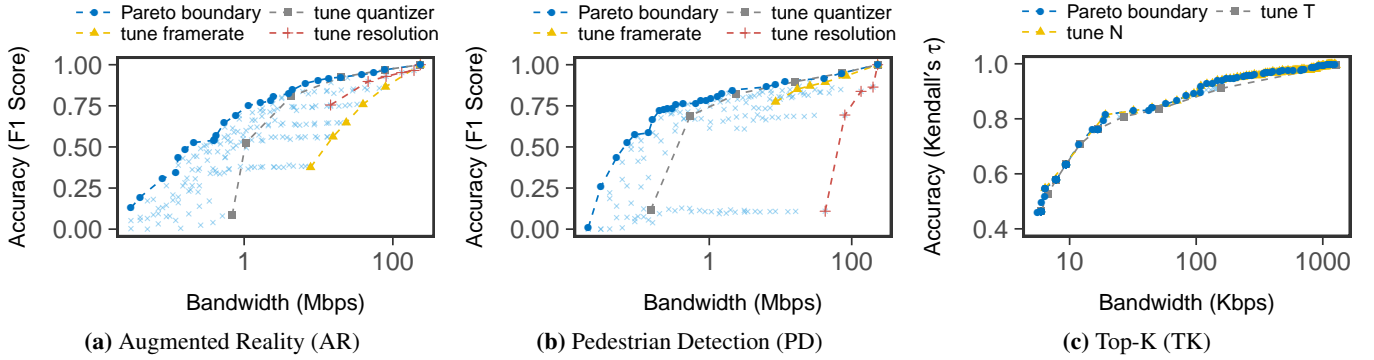 Pareto boundary tune quantizer
tune framerate tune resolution
Accuracy (F1 Score)
1.00
0.75
0.50
0.25
0.00
1 100
Bandwidth (Mbps)
(a) Augmented Reality (AR)
Pareto boundary tune quantizer
tune framerate tune resolution
Accuracy (F1 Score)
1.00
0.75
0.50
0.25
0.00
1 100
Bandwidth (Mbps)
(b) Pedestrian Detection (PD)
Pareto boundary tune T
tune N
Accuracy (Kendall's τ)
1.0
0.8
0.6
0.4
10 100 1000
Bandwidth (Kbps)
(c) Top-K (TK)